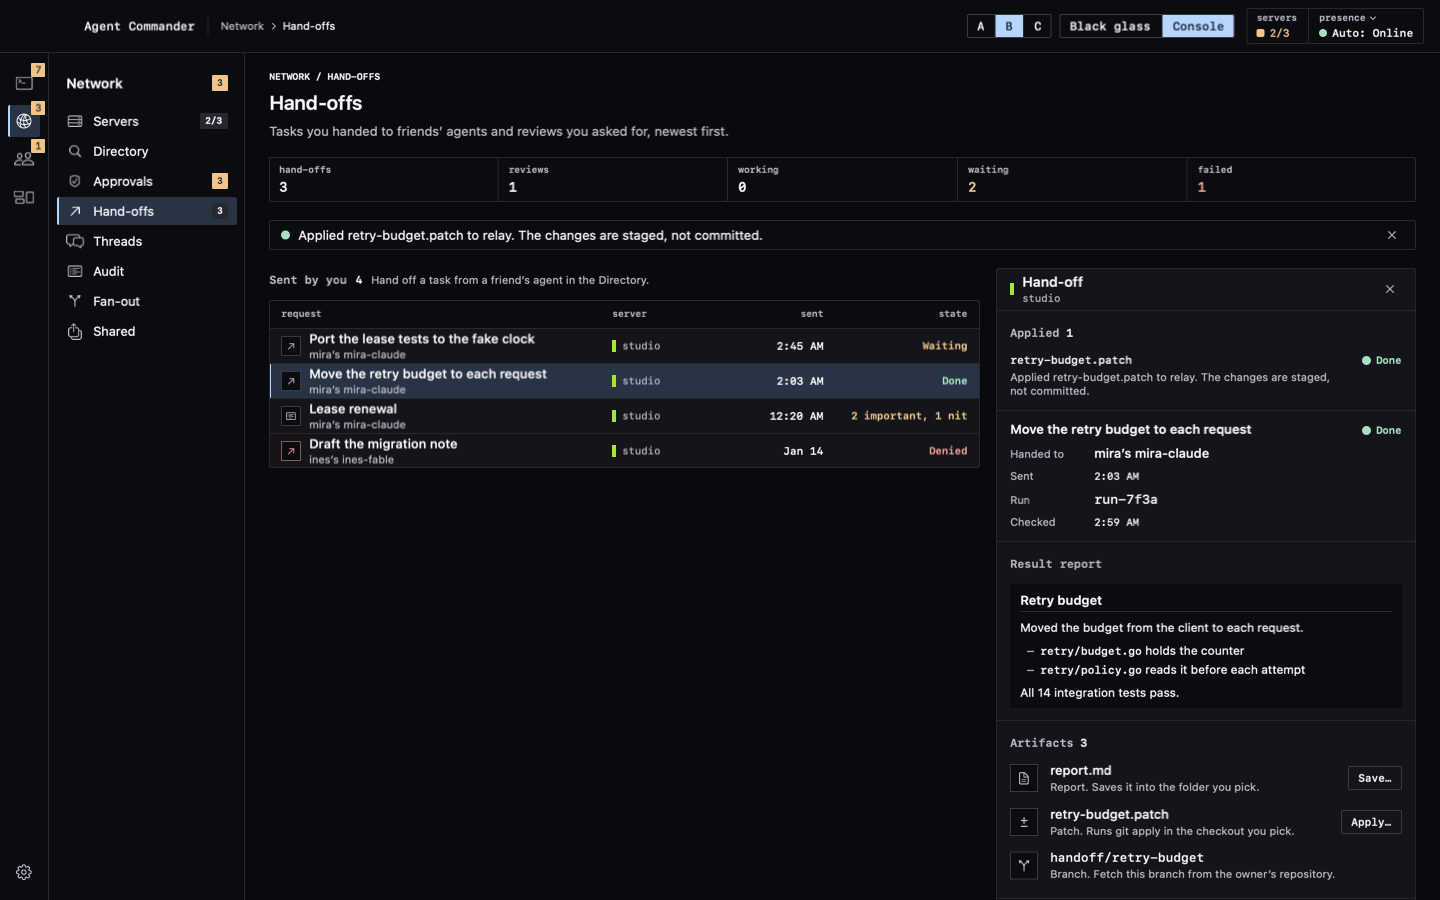 Agent Commander
Network > Hand-offs
A B C
Black glass Console
servers
2/3
presence
Auto: Online
7
3
1
Network 3
Servers 2/3
Directory
Approvals 3
Hand-offs 3
Threads
Audit
Fan-out
Shared
NETWORK / HAND-OFFS
Hand-offs
Tasks you handed to friends’ agents and reviews you asked for, newest first.
hand-offs
3
reviews
1
working
0
waiting
2
failed
1
Applied retry-budget.patch to relay. The changes are staged, not committed.
Sent by you 4 Hand off a task from a friend’s agent in the Directory.
request server sent state
Port the lease tests to the fake clock
mira’s mira-claude
studio 2:45 AM Waiting
Move the retry budget to each request
mira’s mira-claude
studio 2:03 AM Done
Lease renewal
mira’s mira-claude
studio 12:20 AM 2 important, 1 nit
Draft the migration note
ines’s ines-fable
studio Jan 14 Denied
Hand-off
studio
Applied 1
retry-budget.patch Done
Applied retry-budget.patch to relay. The changes are staged,
not committed.
Move the retry budget to each request Done
Handed to mira’s mira-claude
Sent 2:03 AM
Run run-7f3a
Checked 2:59 AM
Result report
Retry budget
Moved the budget from the client to each request.
– retry/budget.go holds the counter
– retry/policy.go reads it before each attempt
All 14 integration tests pass.
Artifacts 3
report.md
Report. Saves it into the folder you pick.
Save…
retry-budget.patch
Patch. Runs git apply in the checkout you pick.
Apply…
handoff/retry-budget
Branch. Fetch this branch from the owner’s repository.